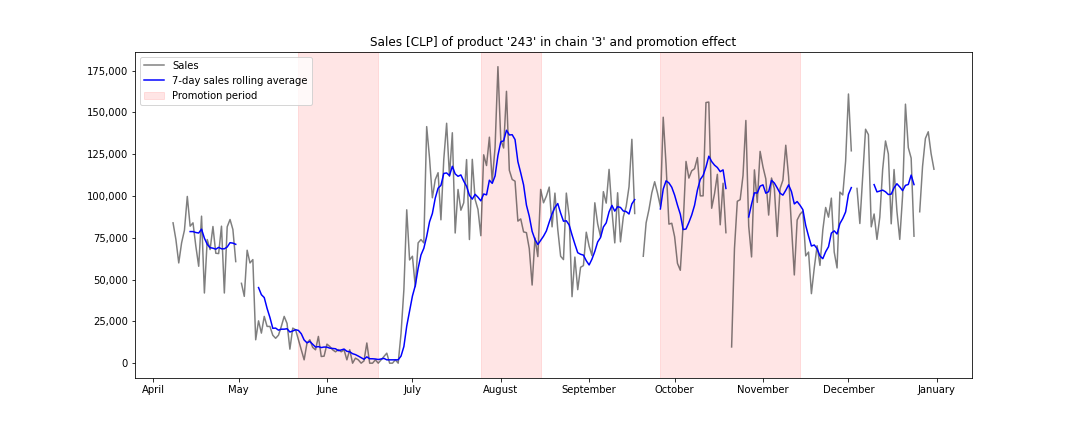 Sales [CLP] of product '243' in chain '3' and promotion effect
Sales
7-day sales rolling average
Promotion period
175,000
150,000
125,000
100,000
75,000
50,000
25,000
0
April May June July August September October November December January